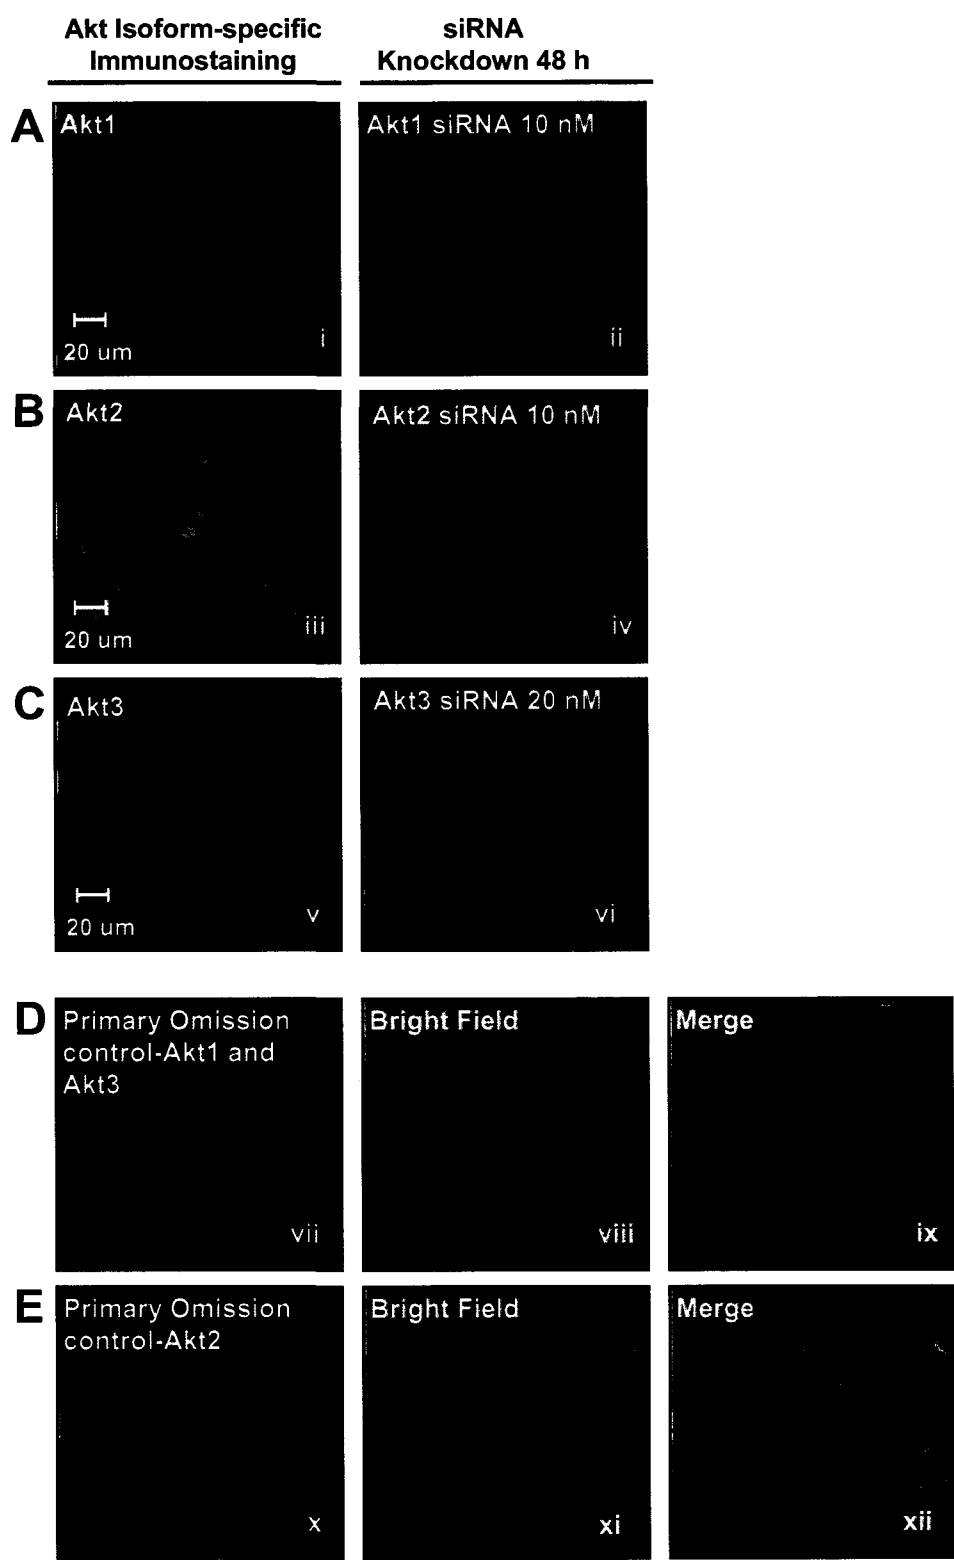 Akt Isoform-specific
Immunostaining
siRNA
Knockdown 48 h
A
Akt1
20 um
i
Akt1 siRNA 10 nM
ii
B
Akt2
20 um
iii
Akt2 siRNA 10 nM
iv
C
Akt3
20 um
v
Akt3 siRNA 20 nM
vi
D
Primary Omission
control-Akt1 and
Akt3
vii
Bright Field
viii
Merge
ix
E
Primary Omission
control-Akt2
x
Bright Field
xi
Merge
xii